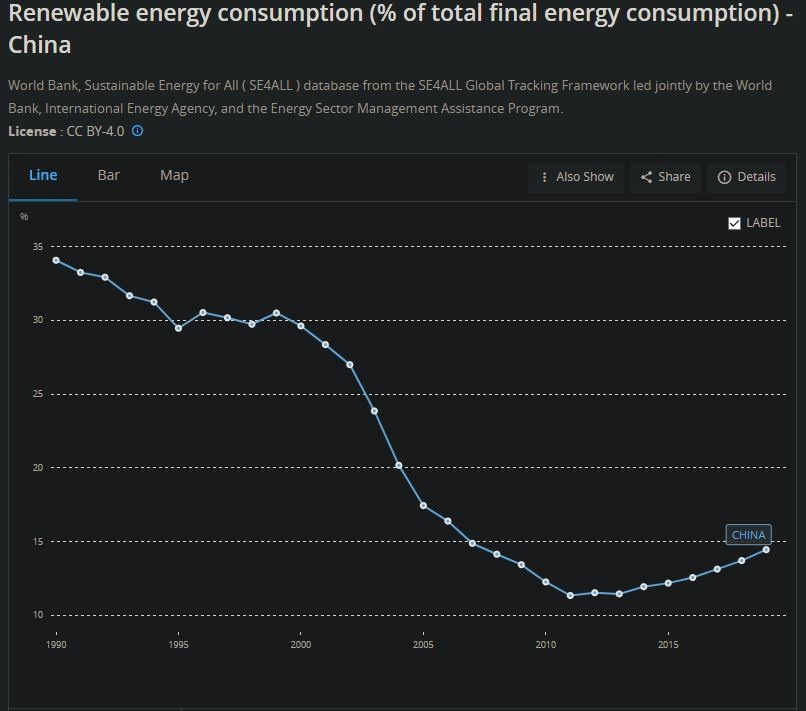 Renewable energy consumption (% of total final energy consumption) -
China
World Bank, Sustainable Energy for All ( SE4ALL ) database from the SE4ALL Global Tracking Framework led jointly by the World
Bank, International Energy Agency, and the Energy Sector Management Assistance Program.
License : CC BY-4.0
Line Bar Map Also Show Share Details
%
LABEL
35
30
25
20
15
CHINA
10
1990 1995 2000 2005 2010 2015